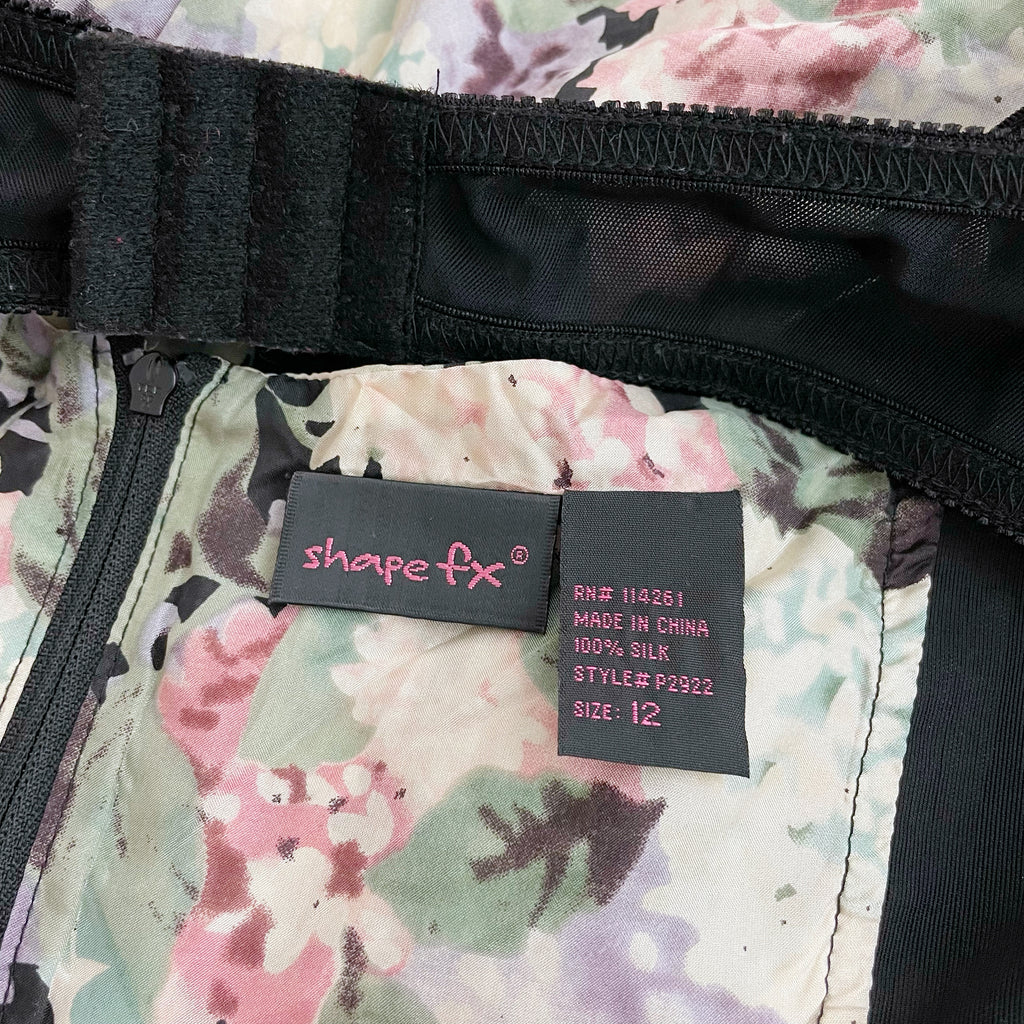 shape fx®
RN# 114261
MADE IN CHINA
100% SILK
STYLE# P2922
SIZE: 12